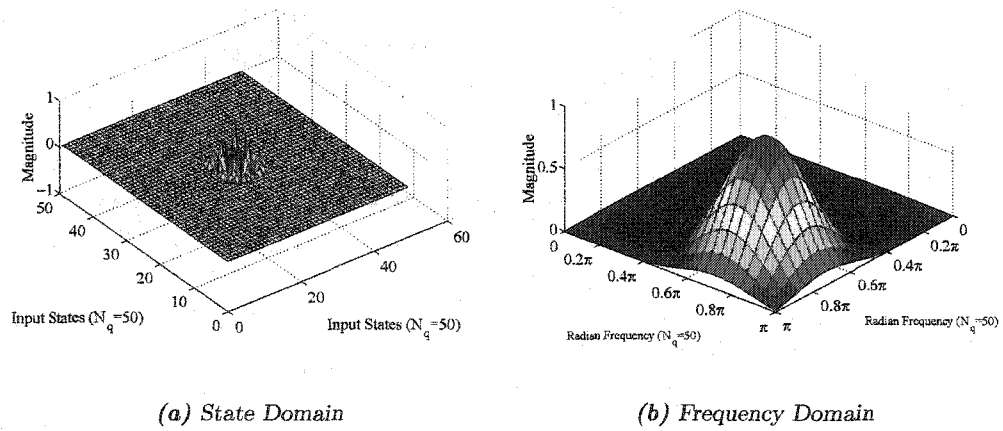 Magnitude
1
0
−1
50
40
30
20
10
0
0
20
40
60
Input States (N_q=50)
Input States (N_q=50)
(a) State Domain
Magnitude
1
0.5
0
0
0.2π
0.4π
0.6π
0.8π
π
π
0.8π
0.6π
0.4π
0.2π
0
Radian Frequency (N_q=50)
Radian Frequency (N_q=50)
(b) Frequency Domain